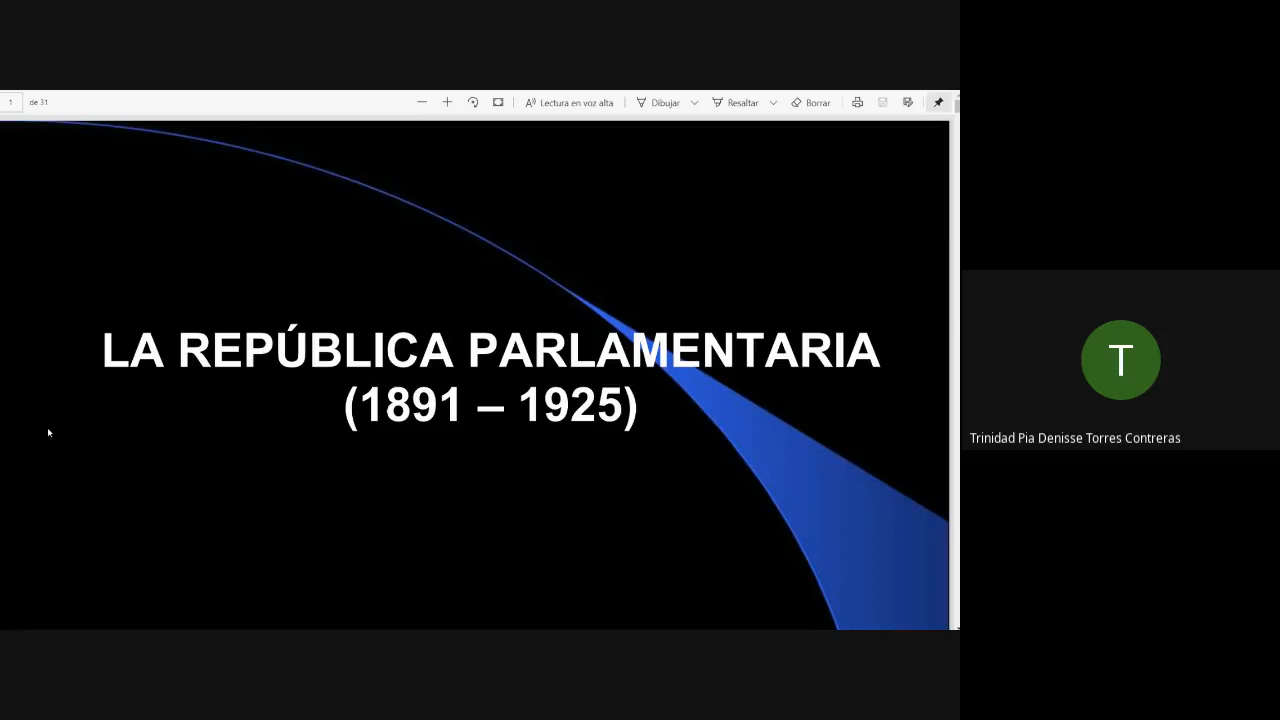 1 de 31 Lectura en voz alta Dibujar Resaltar Borrar
LA REPÚBLICA PARLAMENTARIA
(1891 – 1925)
T
Trinidad Pia Denisse Torres Contreras